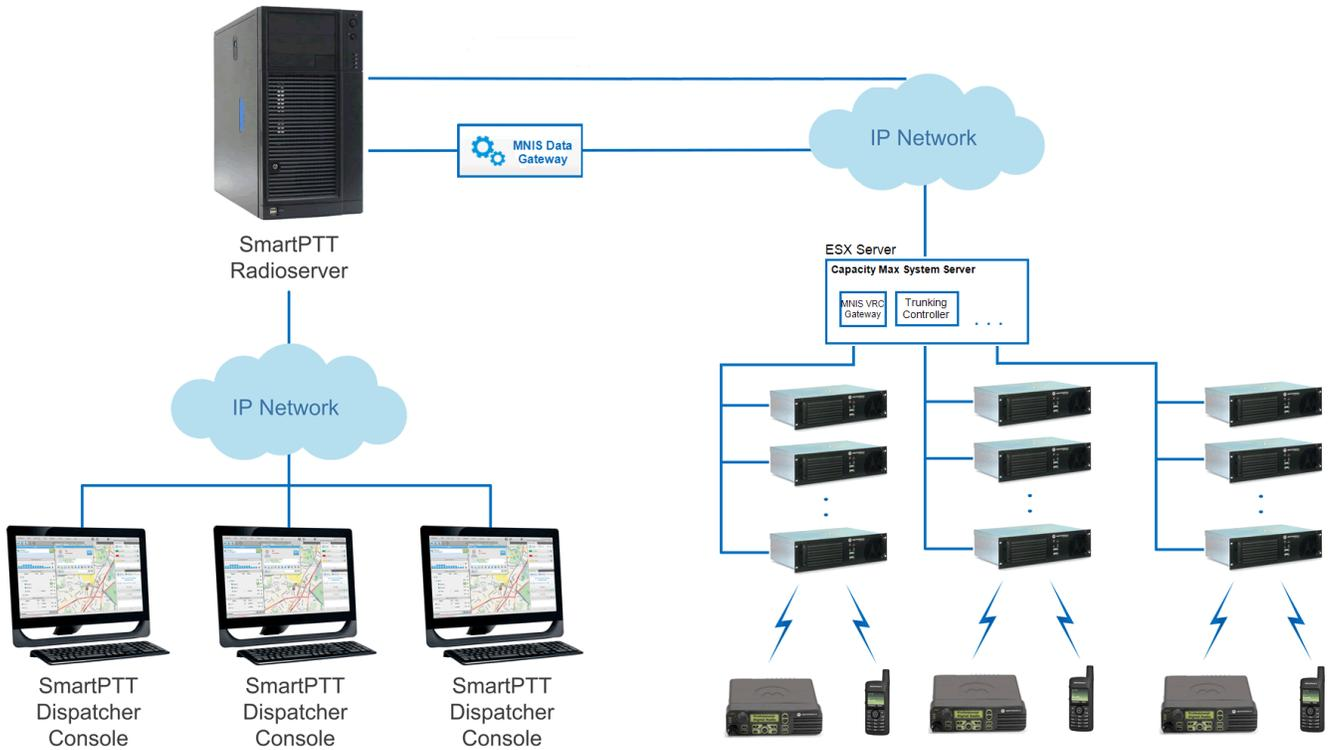 IP Network
MNIS Data
Gateway
SmartPTT
Radioserver
ESX Server
Capacity Max System Server
MNIS VRC
Gateway
Trunking
Controller
. . .
IP Network
SmartPTT
Dispatcher
Console
SmartPTT
Dispatcher
Console
SmartPTT
Dispatcher
Console